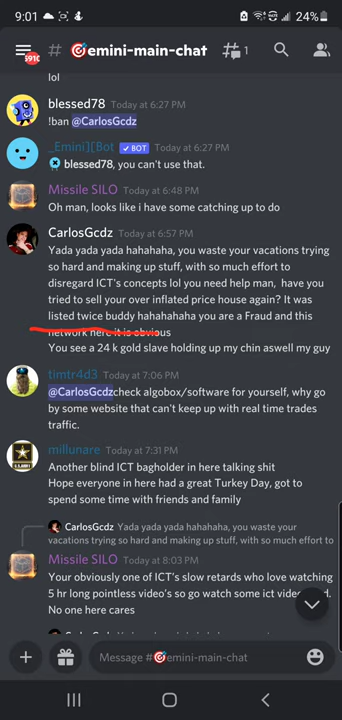 9:01
24%
591
# 🎯emini-main-chat
1
lol
blessed78 Today at 6:27 PM
!ban @CarlosGcdz
_Emini][Bot BOT Today at 6:27 PM
blessed78, you can't use that.
Missile SILO Today at 6:48 PM
Oh man, looks like i have some catching up to do
CarlosGcdz Today at 6:57 PM
Yada yada yada hahahaha, you waste your vacations trying
so hard and making up stuff, with so much effort to
disregard ICT's concepts lol you need help man, have you
tried to sell your over inflated price house again? It was
listed twice buddy hahahahaha you are a Fraud and this
network here it is obvious
You see a 24 k gold slave holding up my chin aswell my guy
timtr4d3 Today at 7:06 PM
@CarlosGcdzcheck algobox/software for yourself, why go
by some website that can't keep up with real time trades
traffic.
millunare Today at 7:31 PM
Another blind ICT bagholder in here talking shit
Hope everyone in here had a great Turkey Day, got to
spend some time with friends and family
CarlosGcdz Yada yada yada hahahaha, you waste your
vacations trying so hard and making up stuff, with so much effort to
Missile SILO Today at 8:03 PM
Your obviously one of ICT's slow retards who love watching
5 hr long pointless video's so go watch some ict video
No one here cares
Message #🎯emini-main-chat